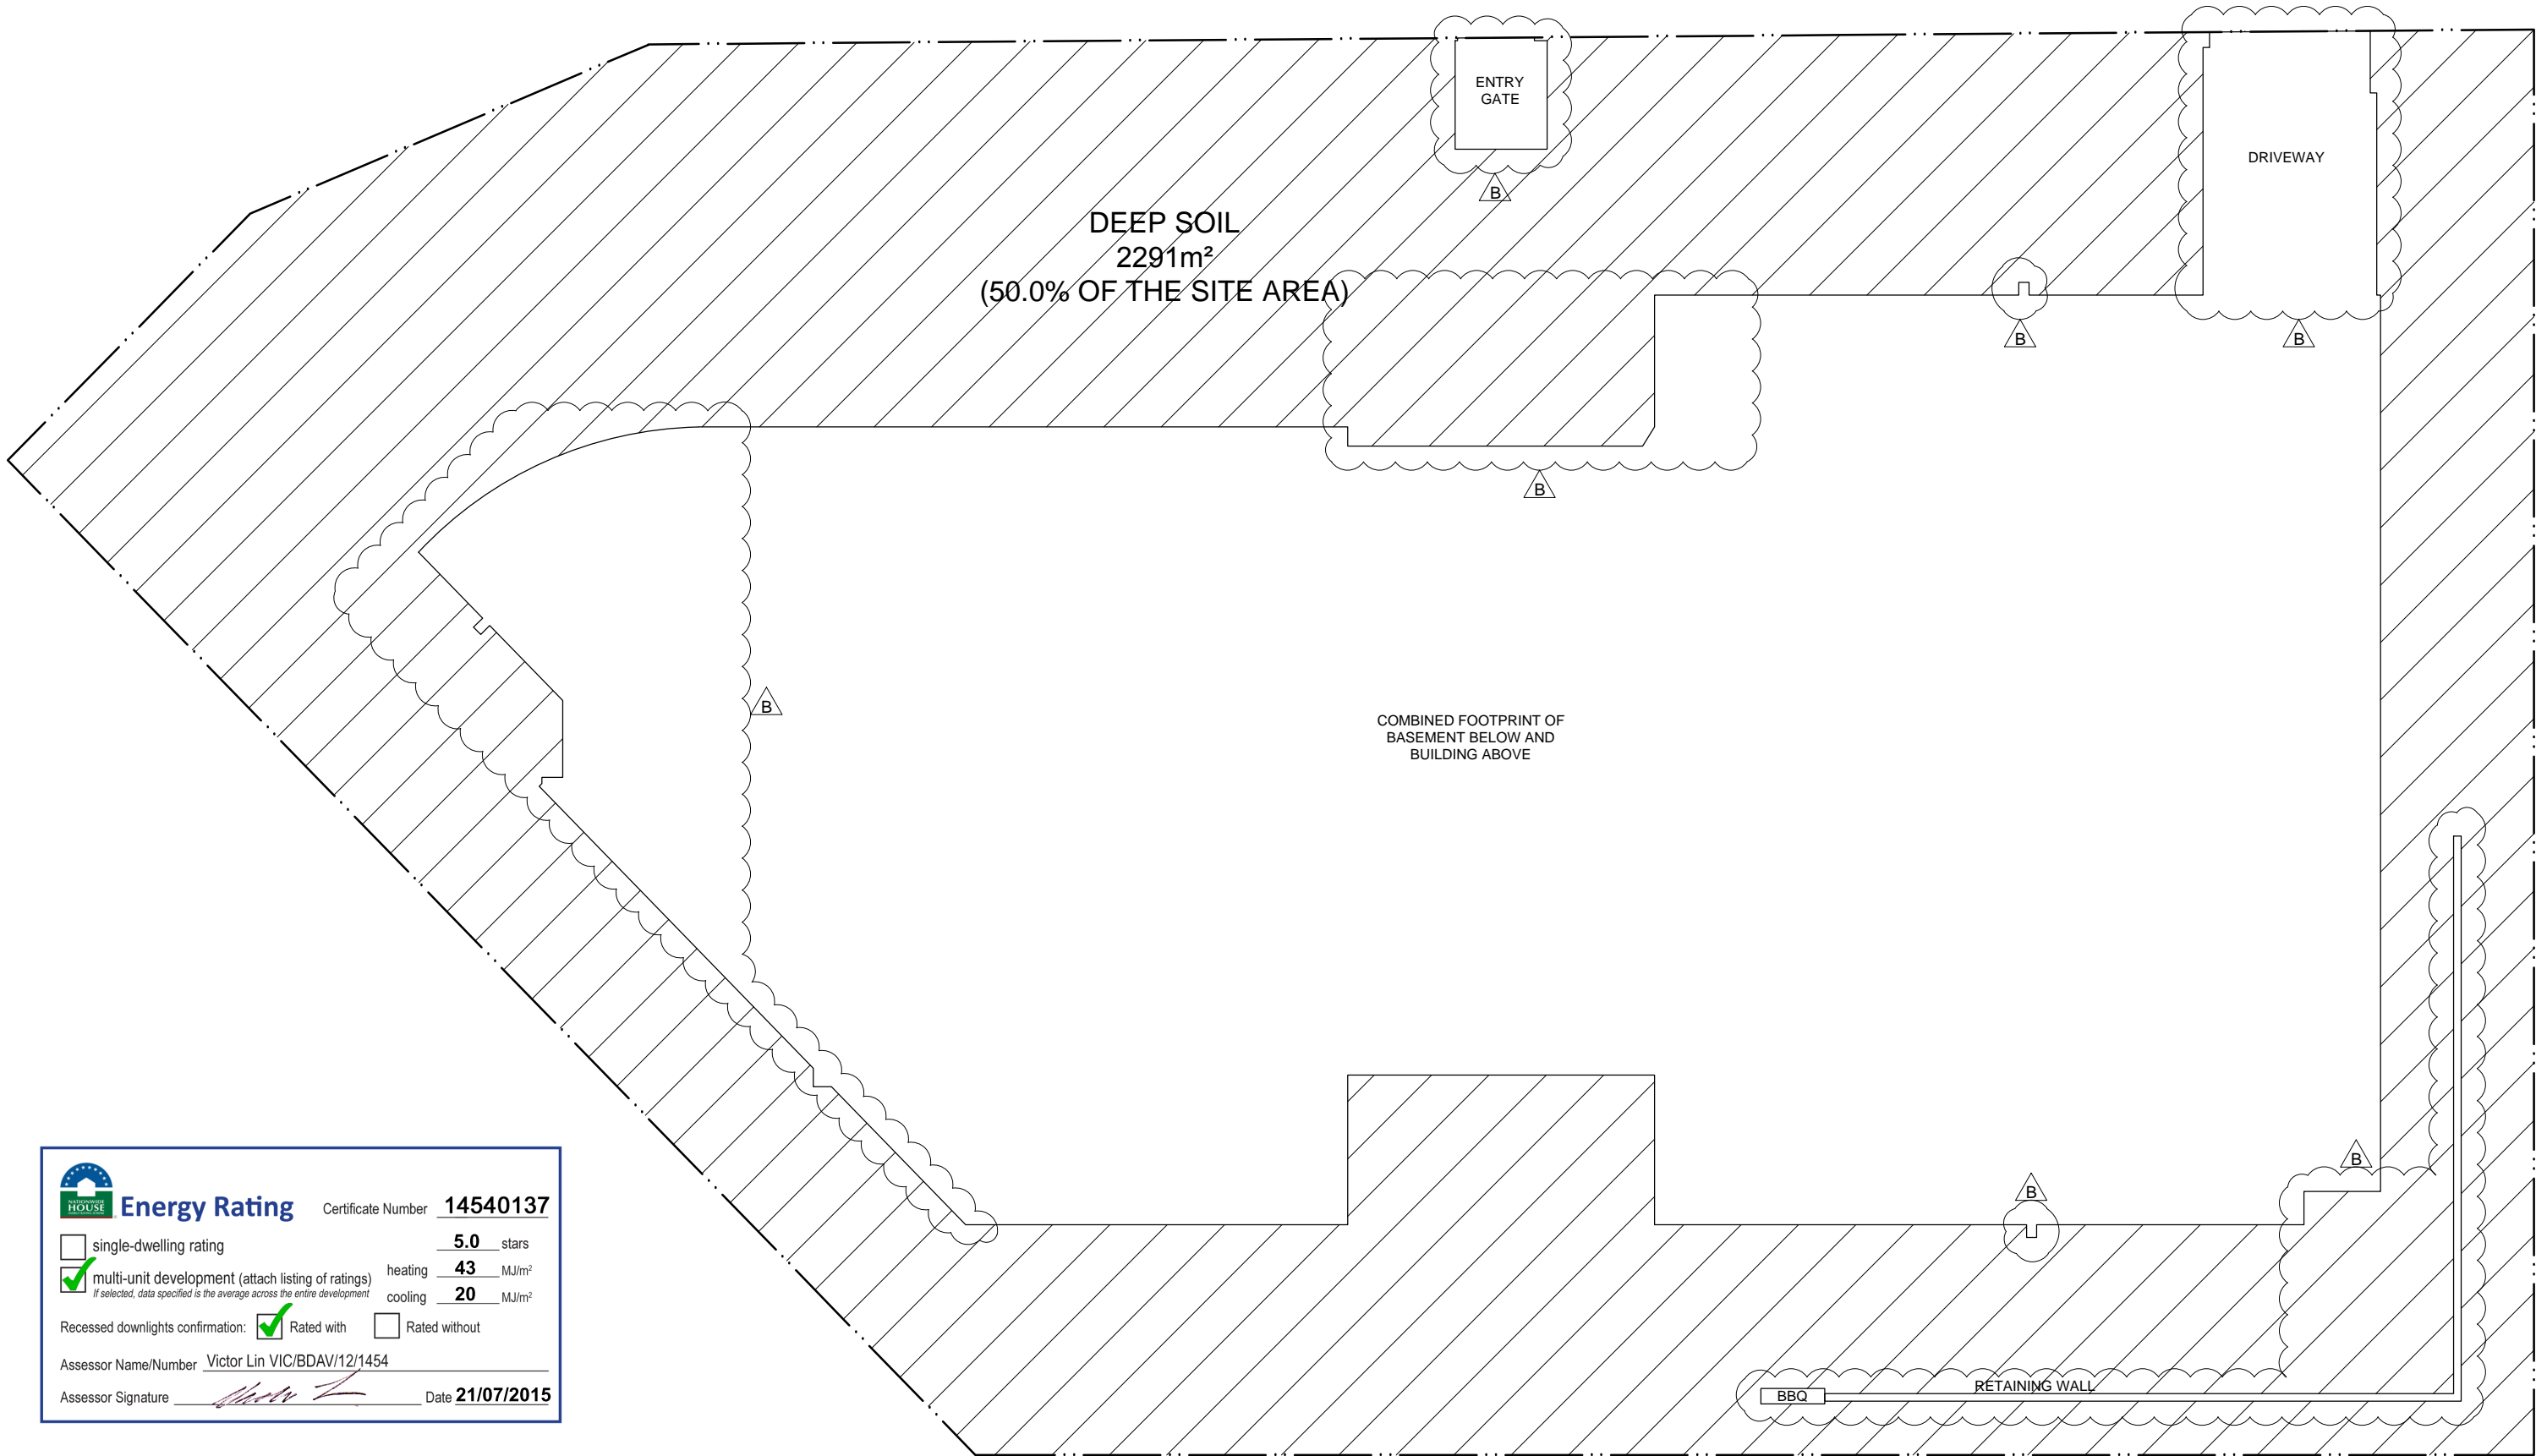 ENTRY
GATE
DRIVEWAY
B
DEEP SOIL
2291m²
(50.0% OF THE SITE AREA)
B
B
B
B
COMBINED FOOTPRINT OF
BASEMENT BELOW AND
BUILDING ABOVE
B
B
RETAINING WALL
BBQ
NATIONWIDE
HOUSE
Energy Rating
Certificate Number 14540137
single-dwelling rating
5.0 stars
multi-unit development (attach listing of ratings)
If selected, data specified is the average across the entire development
heating 43 MJ/m²
cooling 20 MJ/m²
Recessed downlights confirmation: Rated with Rated without
Assessor Name/Number Victor Lin VIC/BDAV/12/1454
Assessor Signature Date 21/07/2015